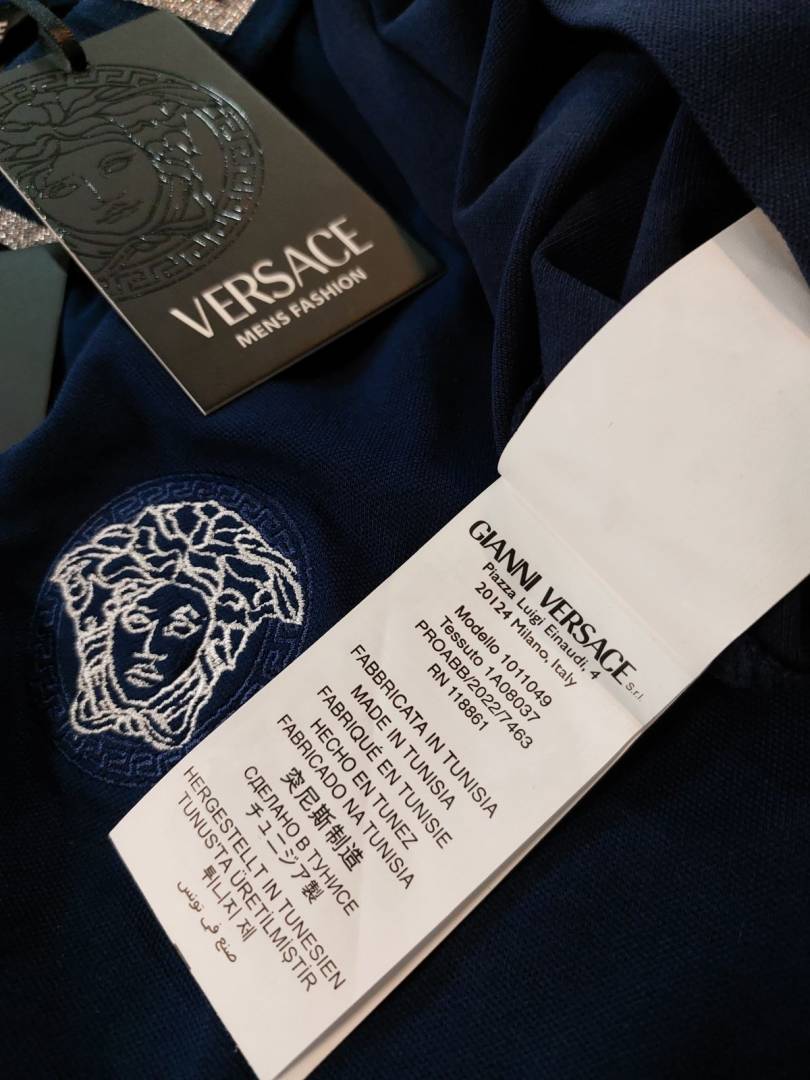 VERSACE
MENS FASHION
GIANNI VERSACE S.r.l.
Piazza Luigi Einaudi, 4
20124 Milano, Italy
Modello 1011049
Tessuto 1A08037
PROABB/2022/7463
RN 118861
FABBRICATA IN TUNISIA
MADE IN TUNISIA
FABRIQUÉ EN TUNISIE
HECHO EN TUNEZ
FABRICADO NA TUNISIA
突尼斯制造
СДЕЛАНО В ТУНИСЕ
チュニジア製
HERGESTELLT IN TUNESIEN
TUNUS'TA ÜRETİLMİŞTİR
튀니지 제
صنع في تونس